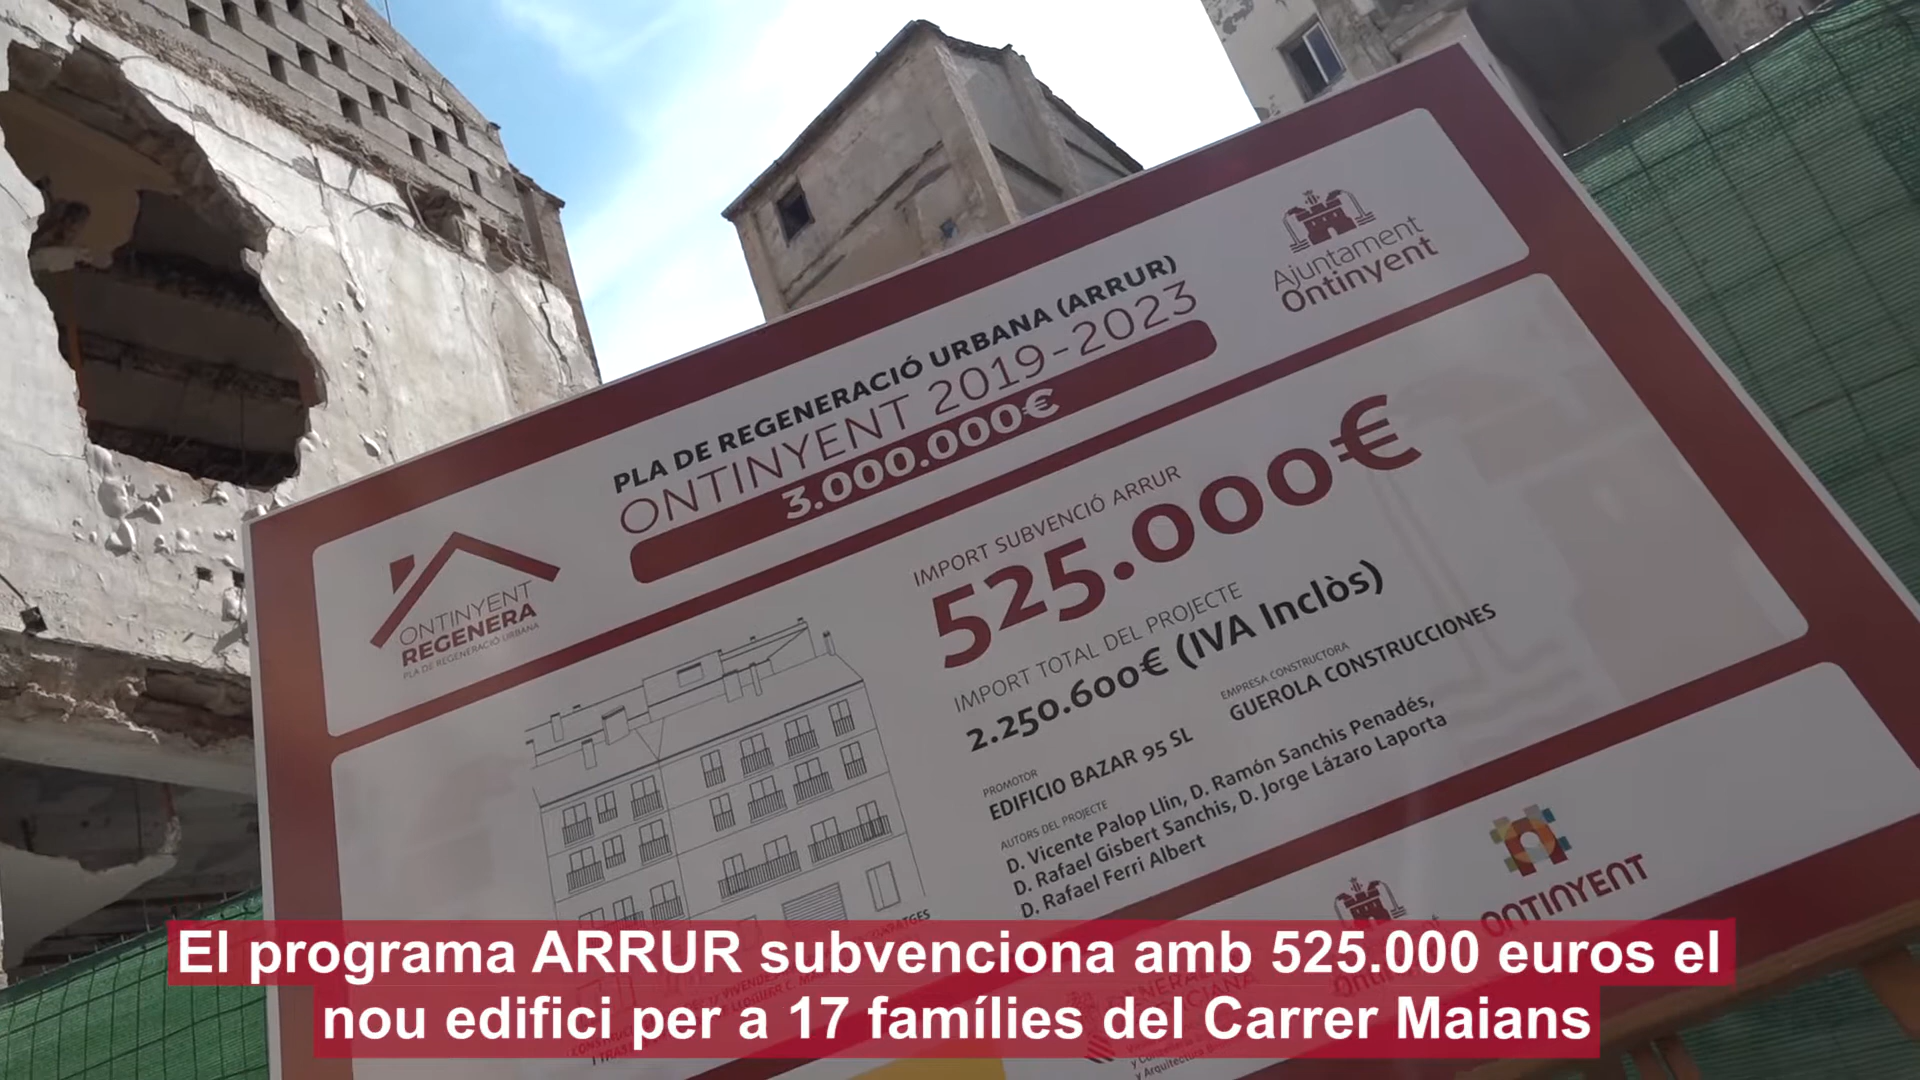 PLA DE REGENERACIÓ URBANA (ARRUR)
ONTINYENT 2019-2023
3.000.000€
Ajuntament
Ontinyent
ONTINYENT
REGENERA
PLA DE REGENERACIÓ URBANA
IMPORT SUBVENCIÓ ARRUR
525.000€
IMPORT TOTAL DEL PROJECTE
2.250.600€ (IVA Inclòs)
PROMOTOR
EDIFICIO BAZAR 95 SL
EMPRESA CONSTRUCTORA
GUEROLA CONSTRUCCIONES
AUTORS DEL PROJECTE
D. Vicente Palop Llin, D. Ramón Sanchis Penadés,
D. Rafael Gisbert Sanchis, D. Jorge Lázaro Laporta
D. Rafael Ferri Albert
ONTINYENT
El programa ARRUR subvenciona amb 525.000 euros el
nou edifici per a 17 famílies del Carrer Maians